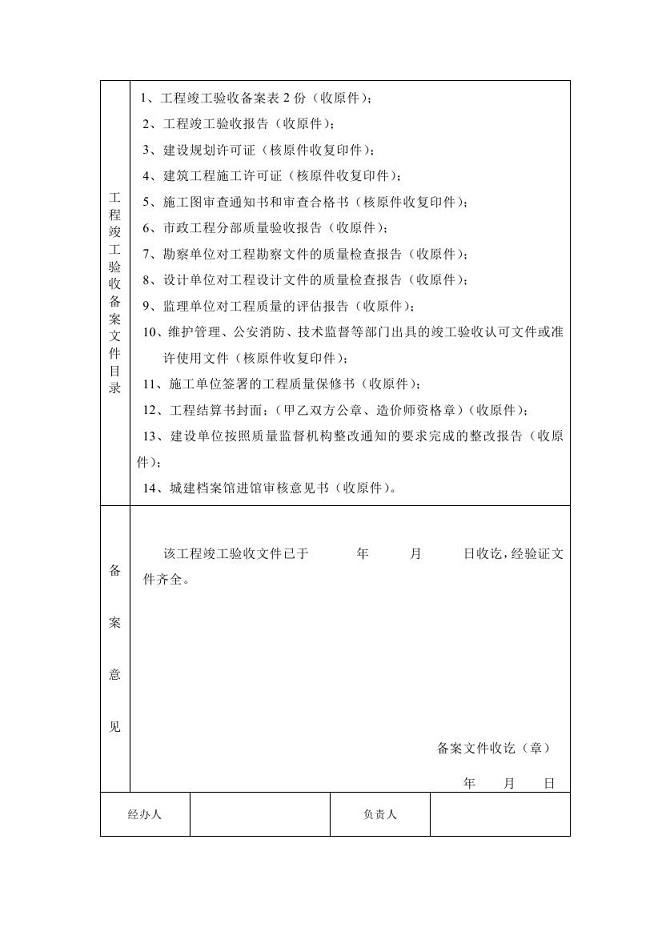 工程竣工验收备案文件目录
1、工程竣工验收备案表 2 份（收原件）;
2、工程竣工验收报告（收原件）;
3、建设规划许可证（核原件收复印件）;
4、建筑工程施工许可证（核原件收复印件）;
5、施工图审查通知书和审查合格书（核原件收复印件）;
6、市政工程分部质量验收报告（收原件）;
7、勘察单位对工程勘察文件的质量检查报告（收原件）;
8、设计单位对工程设计文件的质量检查报告（收原件）;
9、监理单位对工程质量的评估报告（收原件）;
10、维护管理、公安消防、技术监督等部门出具的竣工验收认可文件或准
许使用文件（核原件收复印件）;
11、施工单位签署的工程质量保修书（收原件）;
12、工程结算书封面;（甲乙双方公章、造价师资格章）（收原件）;
13、建设单位按照质量监督机构整改通知的要求完成的整改报告（收原
件）;
14、城建档案馆进馆审核意见书（收原件）。
备案意见
该工程竣工验收文件已于 年 月 日收讫,经验证文
件齐全。
备案文件收讫（章）
年 月 日
经办人 负责人